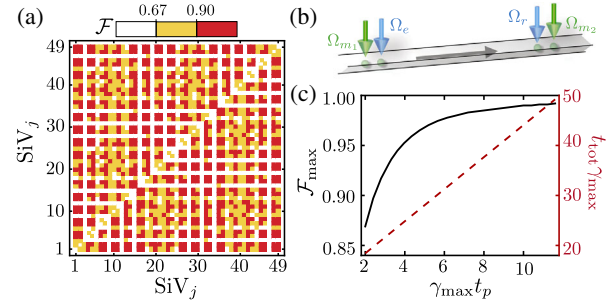 (a)
F 0.67 0.90
SiV_j
49
40
30
20
10
1
1 10 20 30 40 49
SiV_j
(b)
Ω_{m_1} Ω_e Ω_r Ω_{m_2}
(c)
F_max
1.00
0.95
0.90
0.85
2 4 6 8 10
γ_max t_p
50
40
30
20
t_tot γ_max